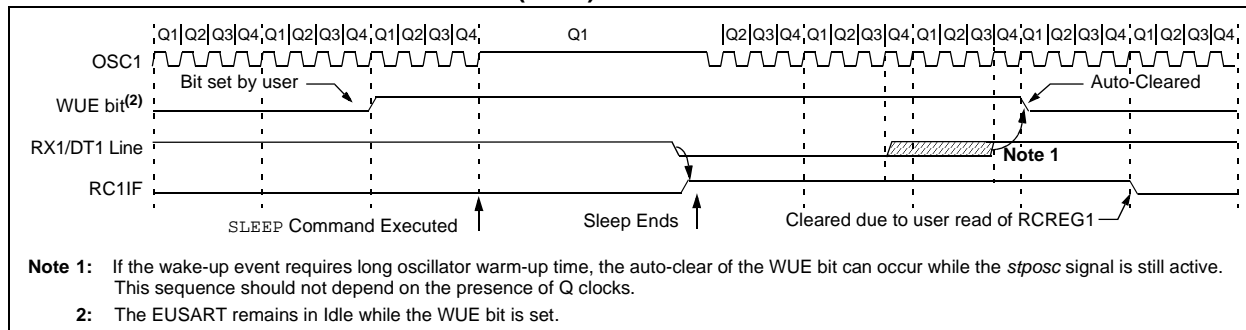 Q1 Q2 Q3 Q4 Q1 Q2 Q3 Q4 Q1 Q2 Q3 Q4 Q1 Q2 Q3 Q4 Q1 Q2 Q3 Q4 Q1 Q2 Q3 Q4 Q1 Q2 Q3 Q4
OSC1
Bit set by user
Auto-Cleared
WUE bit(2)
RX1/DT1 Line
Note 1
RC1IF
SLEEP Command Executed
Sleep Ends
Cleared due to user read of RCREG1
Note 1: If the wake-up event requires long oscillator warm-up time, the auto-clear of the WUE bit can occur while the stposc signal is still active.
This sequence should not depend on the presence of Q clocks.
2: The EUSART remains in Idle while the WUE bit is set.